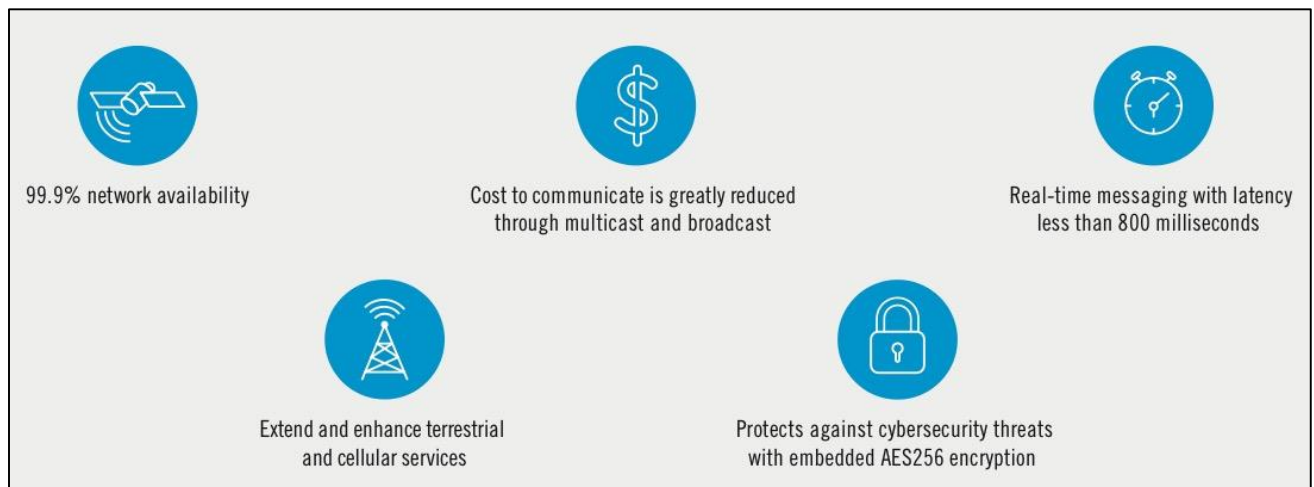 99.9% network availability
Cost to communicate is greatly reduced
through multicast and broadcast
Real-time messaging with latency
less than 800 milliseconds
Extend and enhance terrestrial
and cellular services
Protects against cybersecurity threats
with embedded AES256 encryption